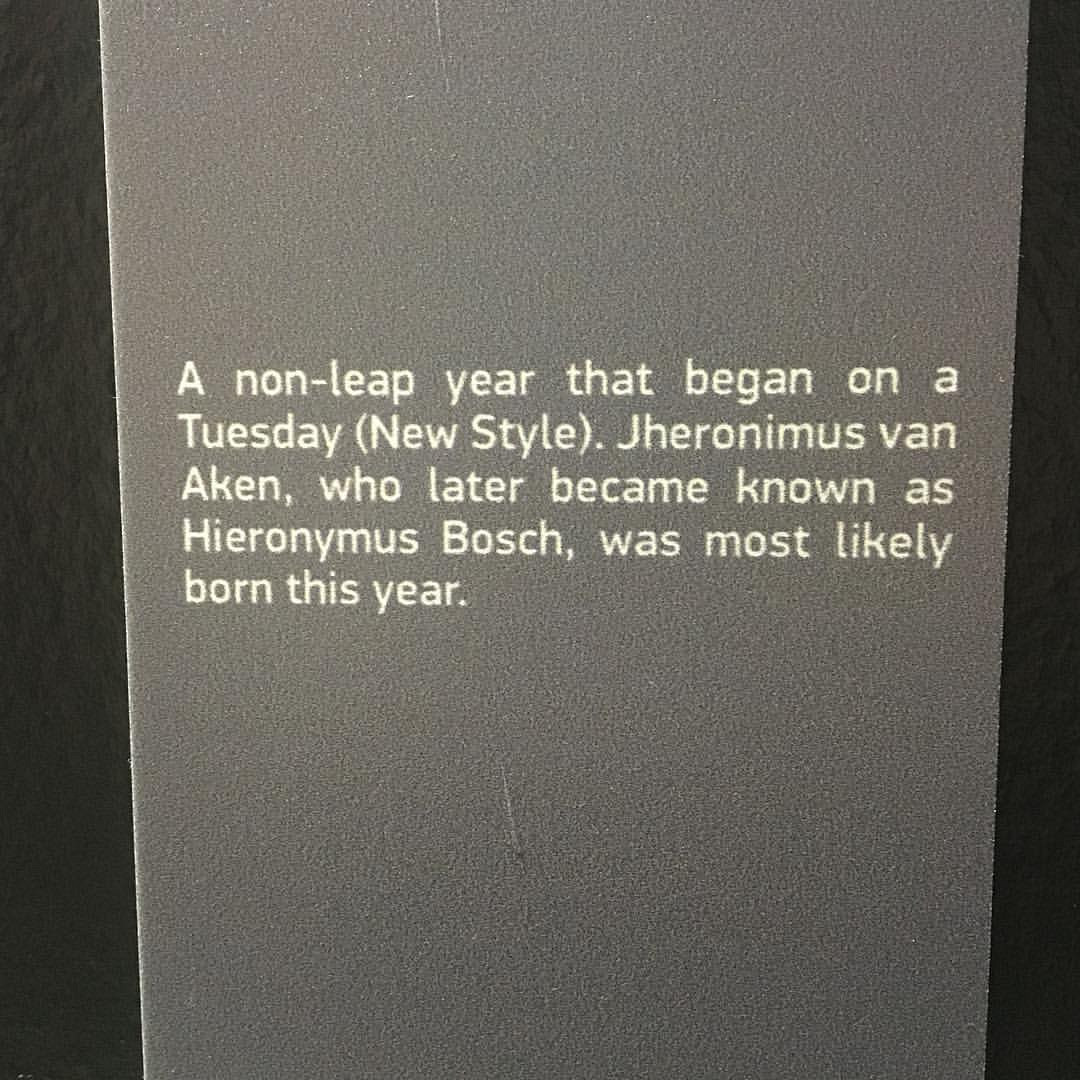 A non-leap year that began on a
Tuesday (New Style). Jheronimus van
Aken, who later became known as
Hieronymus Bosch, was most likely
born this year.